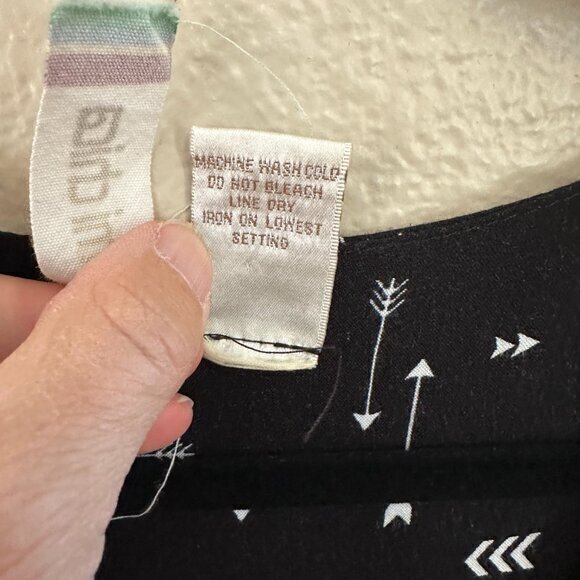 MACHINE WASH COLD
DO NOT BLEACH
LINE DRY
IRON ON LOWEST
SETTING